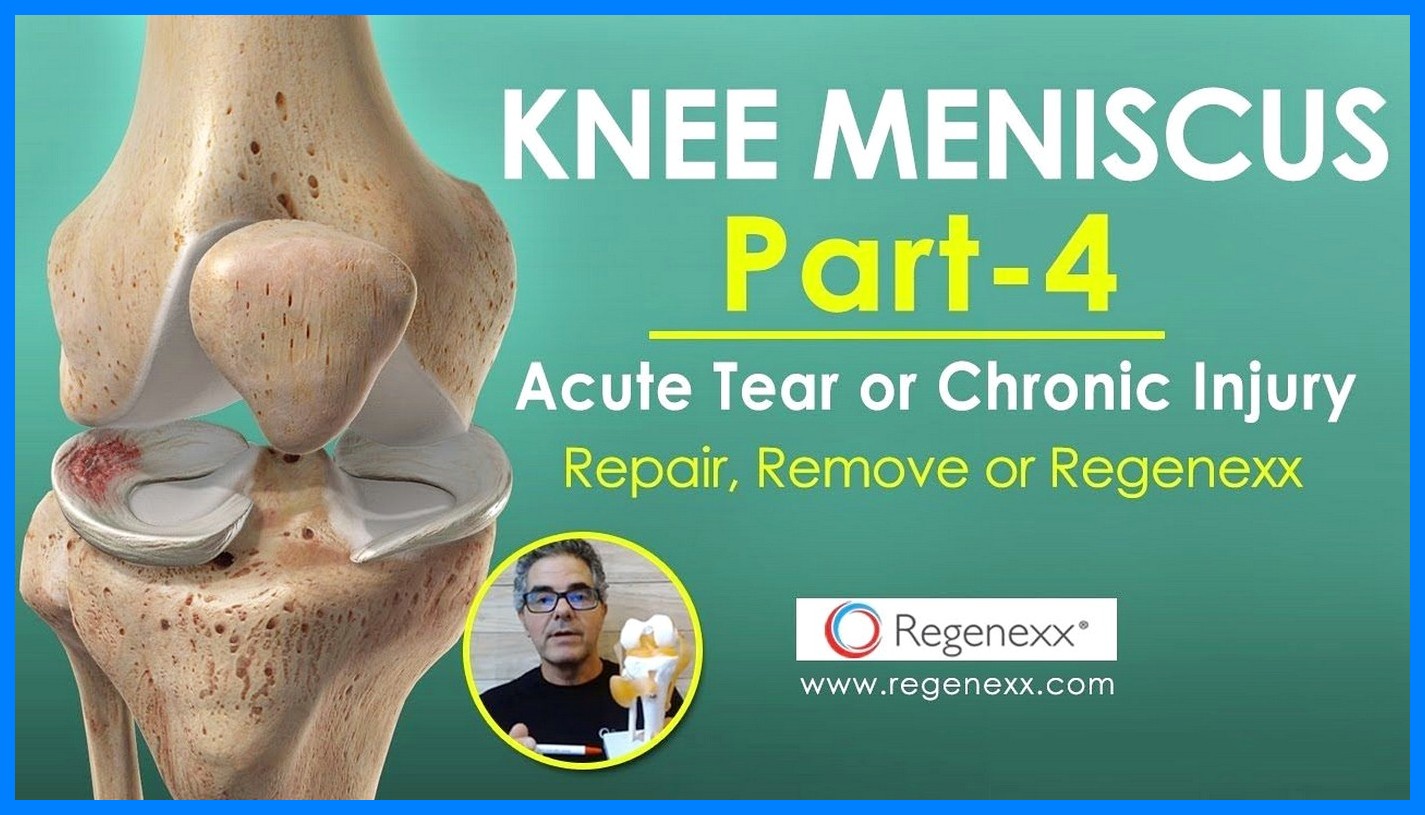 KNEE MENISCUS
Part-4
Acute Tear or Chronic Injury
Repair, Remove or Regenexx
Regenexx®
www.regenexx.com